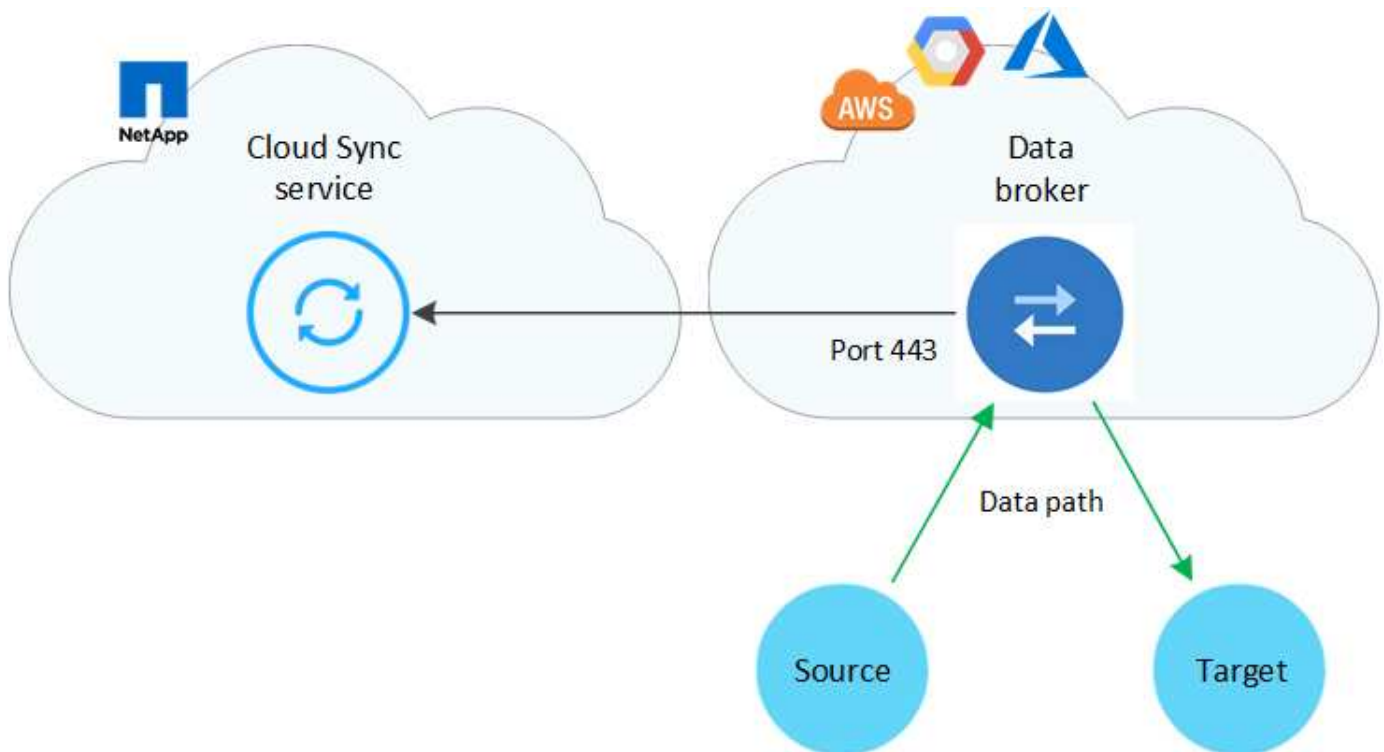 NetApp
Cloud Sync
service
AWS
Data
broker
Port 443
Data path
Source
Target